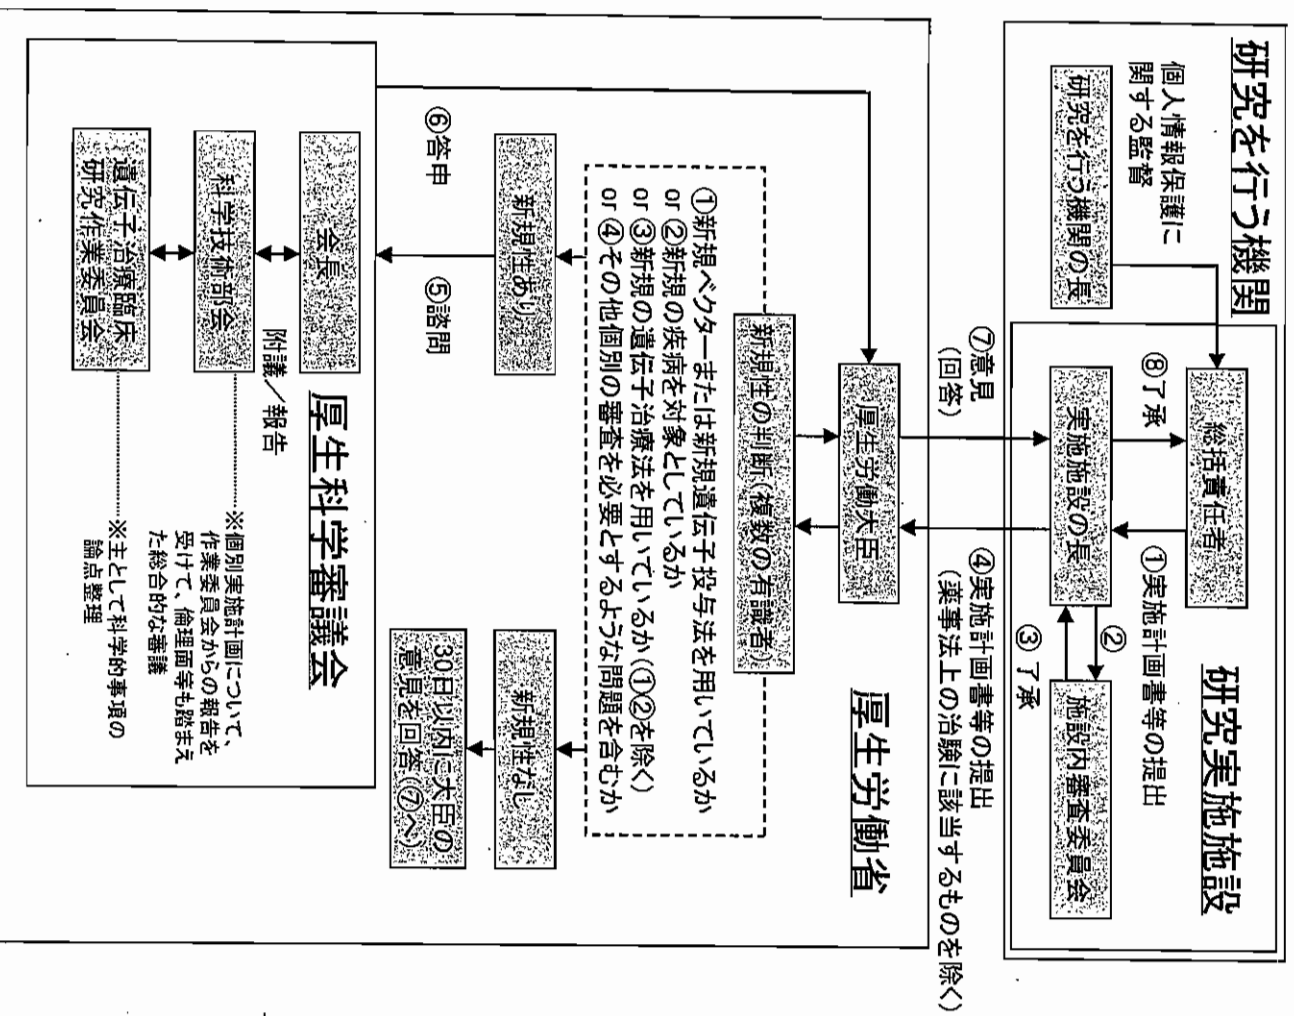 研究を行う機関
個人情報保護に
関する監督
研究を行う機関の長
研究実施施設
総括責任者
⑧了承
①実施計画書等の提出
実施施設の長
②
③了承
施設内審査委員会
⑦意見
(回答)
④実施計画書等の提出
(薬事法上の治験に該当するものを除く)
厚生労働省
厚生労働大臣
新規性の判断(複数の有識者)
①新規ベクターまたは新規遺伝子投与法を用いているか
or ②新規の疾病を対象としているか
or ③新規の遺伝子治療法を用いているか(①②を除く)
or ④その他個別の審査を必要とするような問題を含むか
新規性あり
新規性なし
30日以内に大臣の
意見を回答(⑦へ)
⑥答申
⑤諮問
厚生科学審議会
会長
附議/報告
科学技術部会
※個別実施計画について、
作業委員会からの報告を
受けて、倫理面等も踏まえ
た総合的な審議
遺伝子治療臨床
研究作業委員会
※主として科学的事項の
論点整理